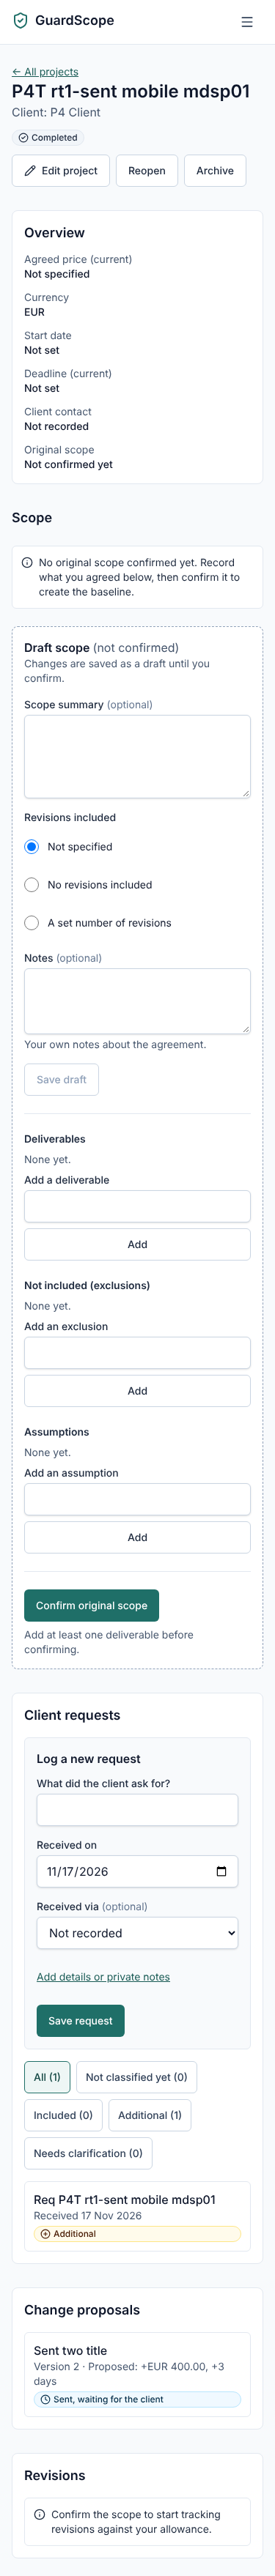 GuardScope
← All projects
P4T rt1-sent mobile mdsp01
Client: P4 Client
Completed
Edit project
Reopen
Archive
Overview
Agreed price (current)
Not specified
Currency
EUR
Start date
Not set
Deadline (current)
Not set
Client contact
Not recorded
Original scope
Not confirmed yet
Scope
No original scope confirmed yet. Record
what you agreed below, then confirm it to
create the baseline.
Draft scope (not confirmed)
Changes are saved as a draft until you
confirm.
Scope summary (optional)
Revisions included
Not specified
No revisions included
A set number of revisions
Notes (optional)
Your own notes about the agreement.
Save draft
Deliverables
None yet.
Add a deliverable
Add
Not included (exclusions)
None yet.
Add an exclusion
Add
Assumptions
None yet.
Add an assumption
Add
Confirm original scope
Add at least one deliverable before
confirming.
Client requests
Log a new request
What did the client ask for?
Received on
11/17/2026
Received via (optional)
Not recorded
Add details or private notes
Save request
All (1)
Not classified yet (0)
Included (0)
Additional (1)
Needs clarification (0)
Req P4T rt1-sent mobile mdsp01
Received 17 Nov 2026
Additional
Change proposals
Sent two title
Version 2 · Proposed: +EUR 400.00, +3
days
Sent, waiting for the client
Revisions
Confirm the scope to start tracking
revisions against your allowance.